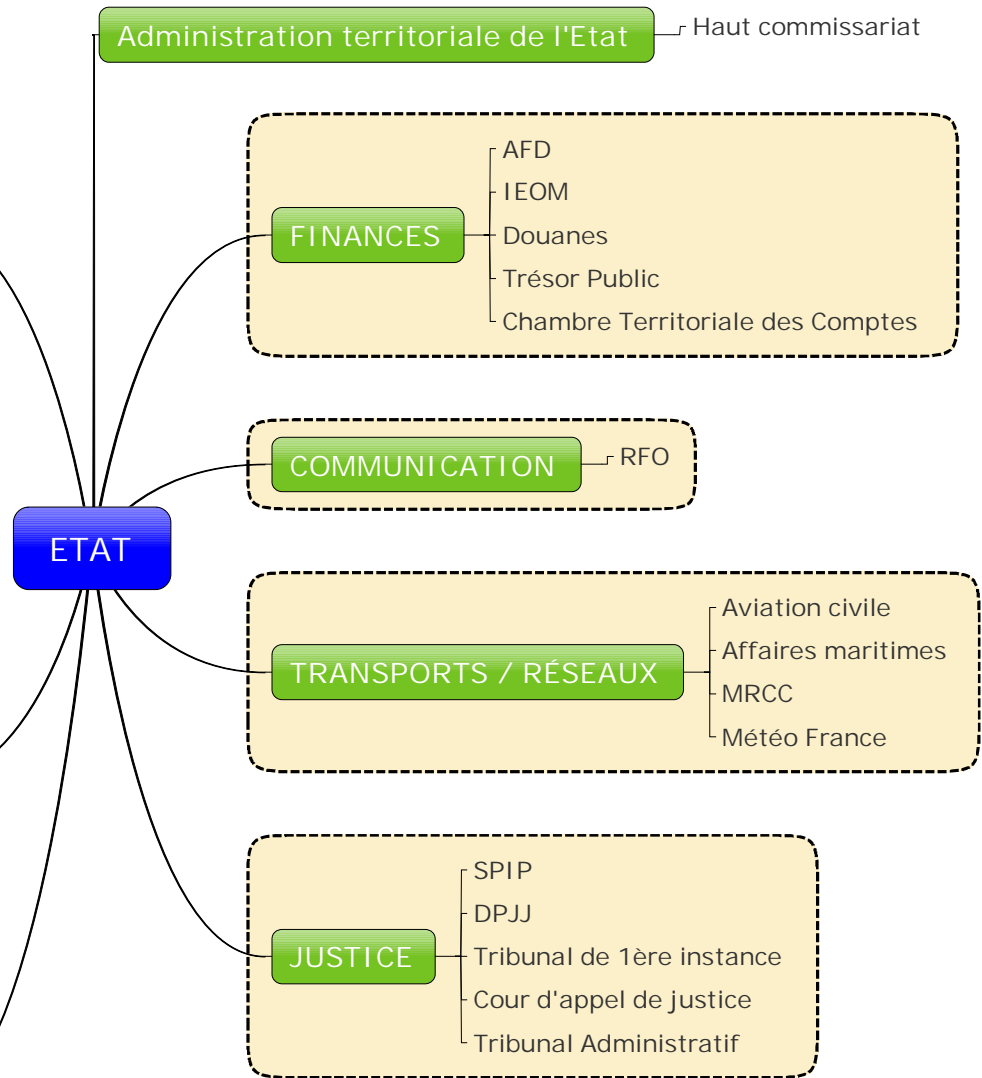 Administration territoriale de l'Etat
Haut commissariat
FINANCES
AFD
IEOM
Douanes
Trésor Public
Chambre Territoriale des Comptes
COMMUNICATION
RFO
ETAT
TRANSPORTS / RÉSEAUX
Aviation civile
Affaires maritimes
MRCC
Météo France
JUSTICE
SPIP
DPJJ
Tribunal de 1ère instance
Cour d'appel de justice
Tribunal Administratif